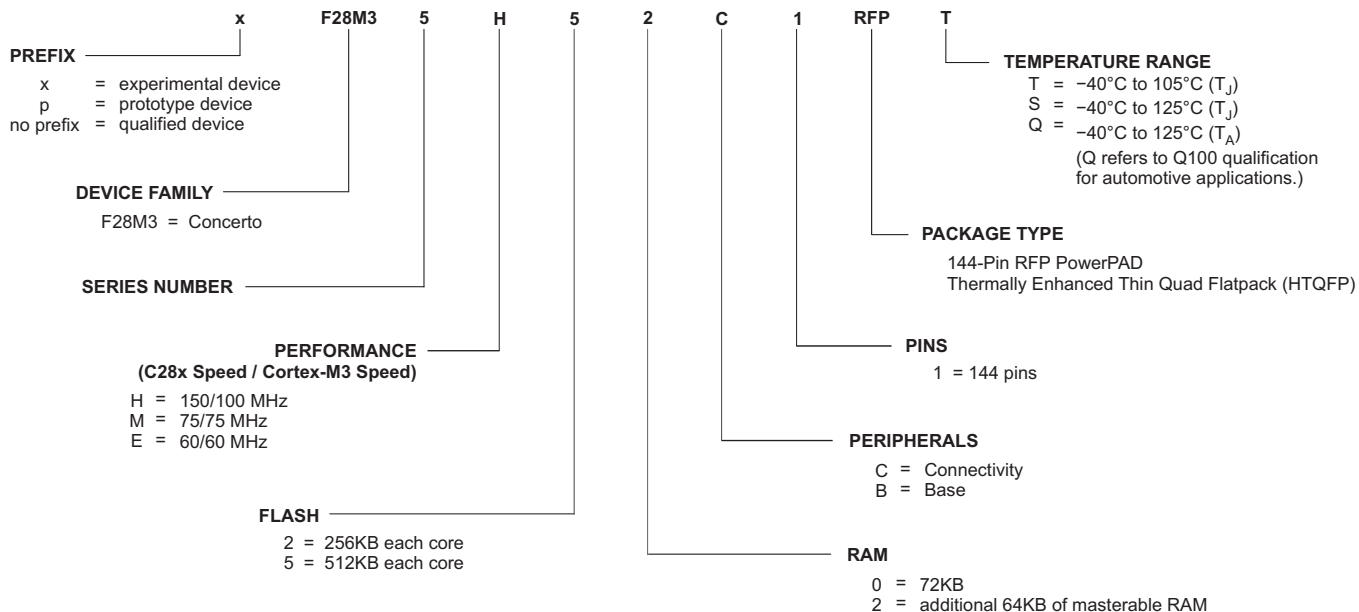 x F28M3 5 H 5 2 C 1 RFP T
PREFIX
x = experimental device
p = prototype device
no prefix = qualified device
DEVICE FAMILY
F28M3 = Concerto
SERIES NUMBER
PERFORMANCE
(C28x Speed / Cortex-M3 Speed)
H = 150/100 MHz
M = 75/75 MHz
E = 60/60 MHz
FLASH
2 = 256KB each core
5 = 512KB each core
TEMPERATURE RANGE
T = −40°C to 105°C (TJ)
S = −40°C to 125°C (TJ)
Q = −40°C to 125°C (TA)
(Q refers to Q100 qualification
for automotive applications.)
PACKAGE TYPE
144-Pin RFP PowerPAD
Thermally Enhanced Thin Quad Flatpack (HTQFP)
PINS
1 = 144 pins
PERIPHERALS
C = Connectivity
B = Base
RAM
0 = 72KB
2 = additional 64KB of masterable RAM